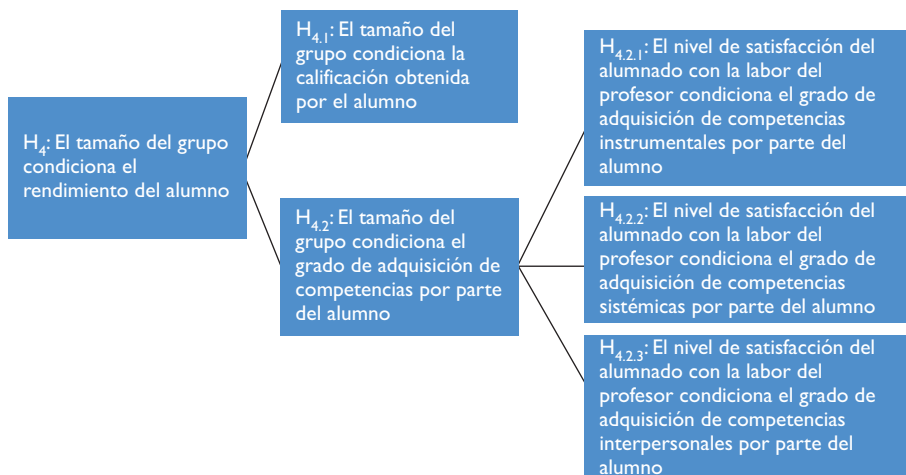 H4: El tamaño del grupo
condiciona el
rendimiento del alumno
H4.1: El tamaño del
grupo condiciona la
calificación obtenida
por el alumno
H4.2: El tamaño del
grupo condiciona el
grado de adquisición de
competencias por parte
del alumno
H4.2.1: El nivel de satisfacción del
alumnado con la labor del
profesor condiciona el grado de
adquisición de competencias
instrumentales por parte del
alumno
H4.2.2: El nivel de satisfacción del
alumnado con la labor del
profesor condiciona el grado de
adquisición de competencias
sistémicas por parte del alumno
H4.2.3: El nivel de satisfacción del
alumnado con la labor del
profesor condiciona el grado de
adquisición de competencias
interpersonales por parte del
alumno